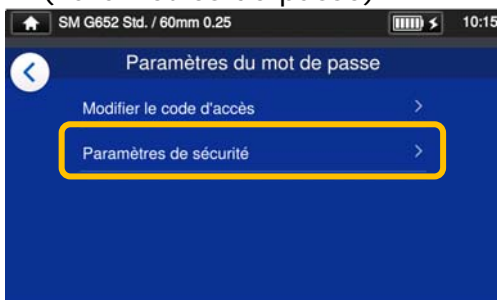 SM G652 Std. / 60mm 0.25 10:15
Paramètres du mot de passe
Modifier le code d'accès
Paramètres de sécurité